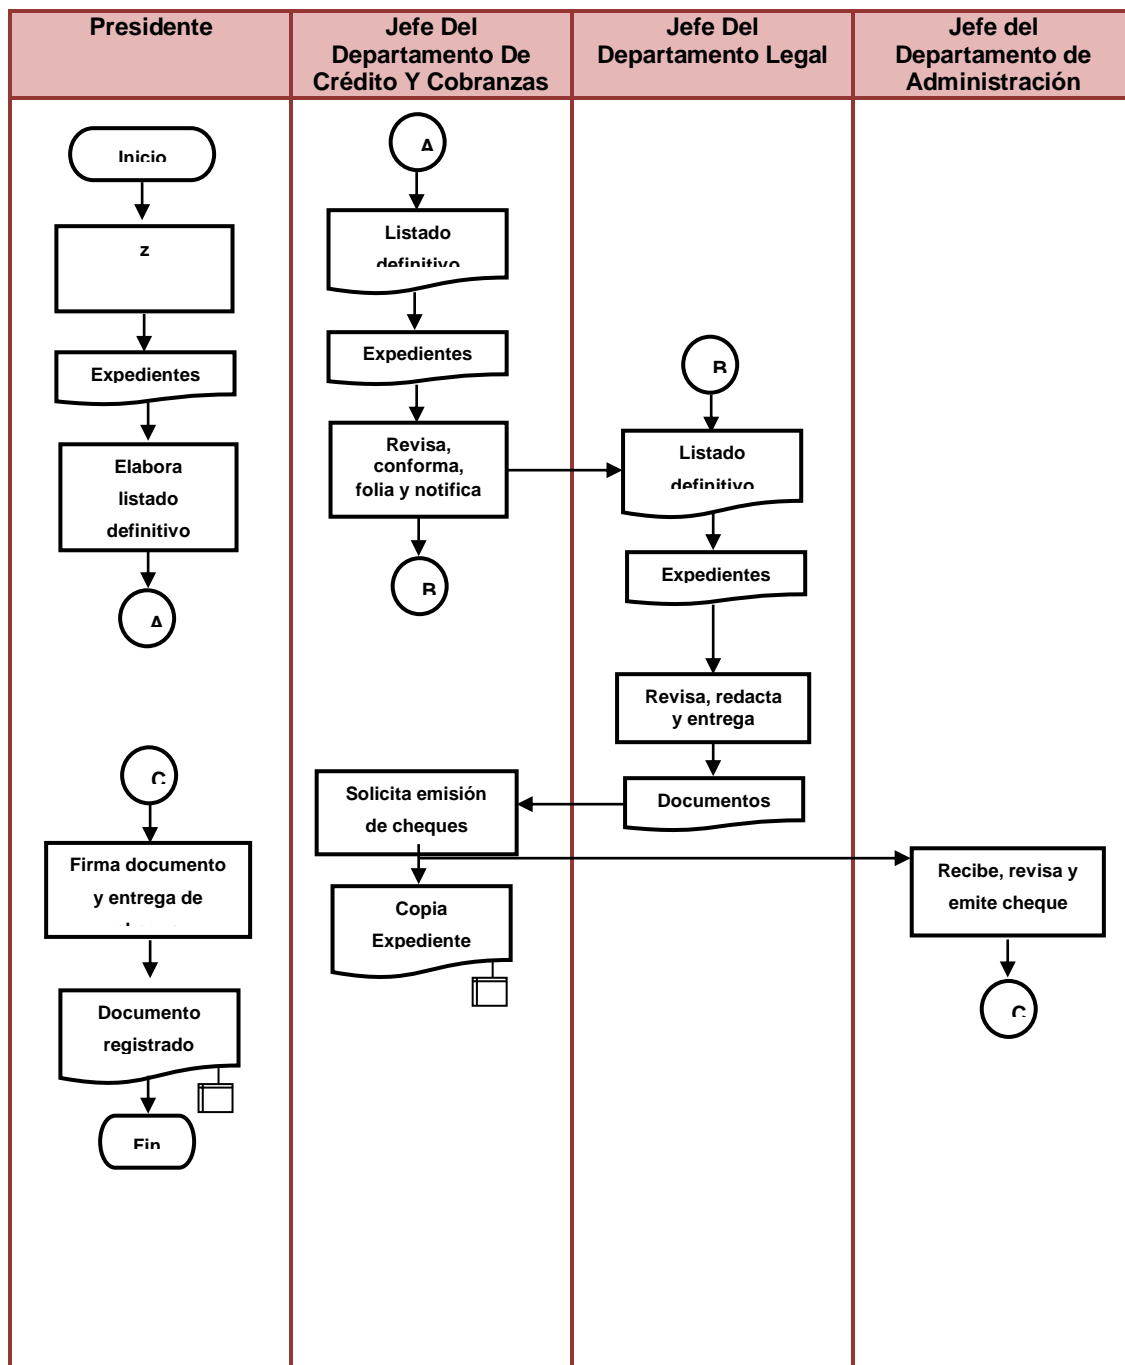 Presidente
Jefe Del
Departamento De
Crédito Y Cobranzas
Jefe Del
Departamento Legal
Jefe del
Departamento de
Administración
Inicio
z
Expedientes
Elabora
listado
definitivo
A
C
Firma documento
y entrega de
Documento
registrado
Fin
A
Listado
definitivo
Expedientes
Revisa,
conforma,
folia y notifica
B
Solicita emisión
de cheques
Copia
Expediente
B
Listado
definitivo
Expedientes
Revisa, redacta
y entrega
Documentos
Recibe, revisa y
emite cheque
C